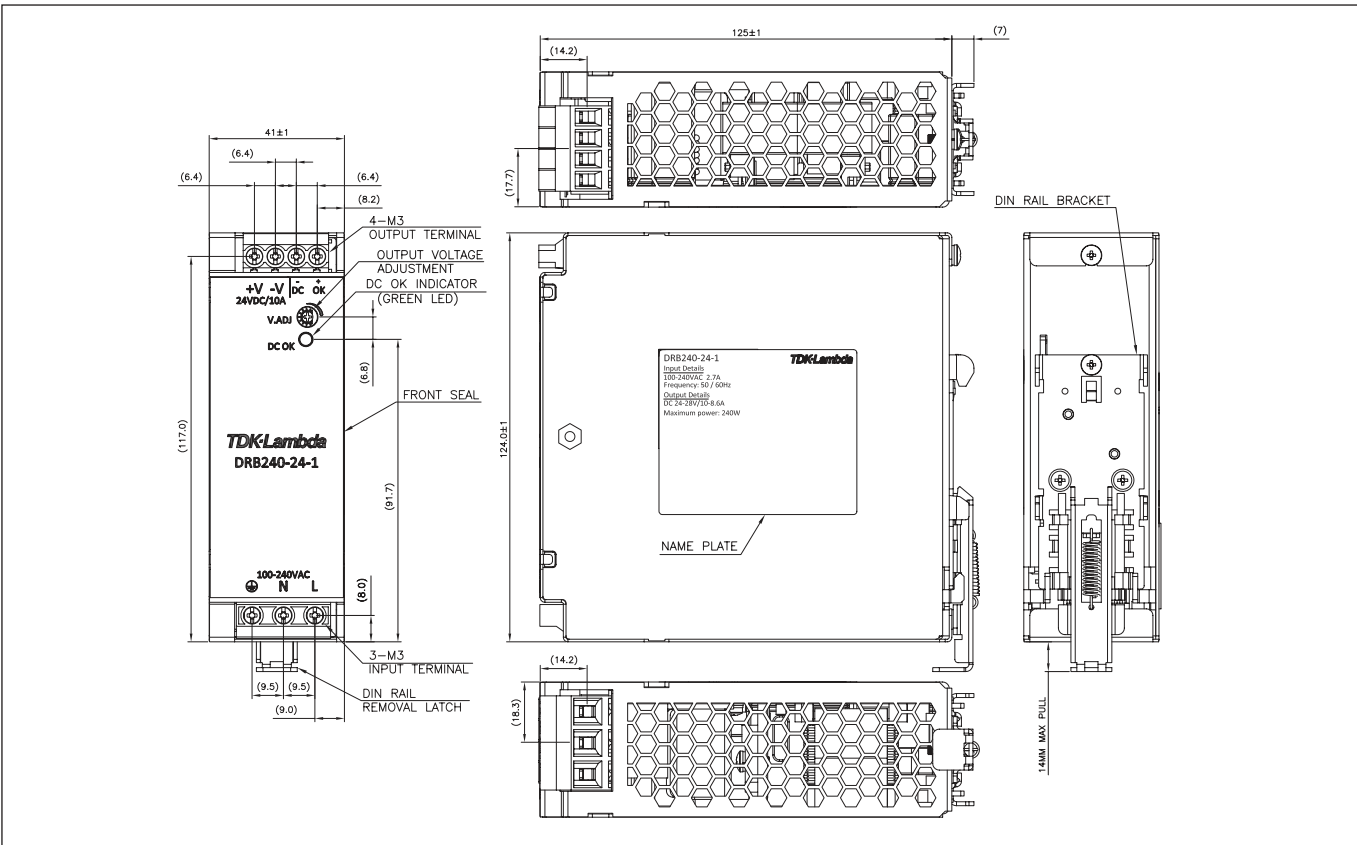 125±1
(7)
(14.2)
(17.7)
41±1
(6.4)
(6.4)
(6.4)
(8.2)
4-M3
OUTPUT TERMINAL
OUTPUT VOLTAGE
ADJUSTMENT
DC OK INDICATOR
(GREEN LED)
+V -V
- +
DC OK
24VDC/10A
V.ADJ
DC OK
(6.8)
FRONT SEAL
(117.0)
TDK-Lambda
DRB240-24-1
(91.7)
100-240VAC
N L
(8.0)
3-M3
INPUT TERMINAL
(9.5) (9.5)
DIN RAIL
REMOVAL LATCH
(9.0)
124.0±1
DRB240-24-1
TDK-Lambda
Input Details
100-240VAC 2.7A
Frequency: 50 / 60Hz
Output Details
DC 24-28V/10-8.6A
Maximum power: 240W
NAME PLATE
DIN RAIL BRACKET
14MM MAX PULL
(14.2)
(18.3)